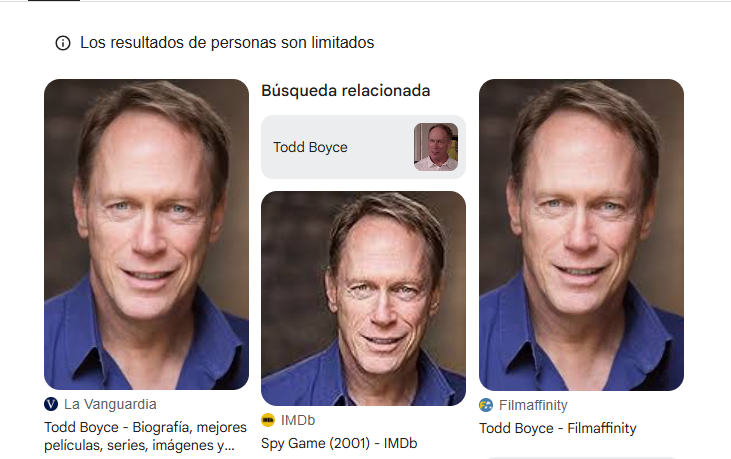 Los resultados de personas son limitados
Búsqueda relacionada
Todd Boyce
La Vanguardia
Todd Boyce - Biografía, mejores
películas, series, imágenes y...
IMDb
Spy Game (2001) - IMDb
Filmaffinity
Todd Boyce - Filmaffinity